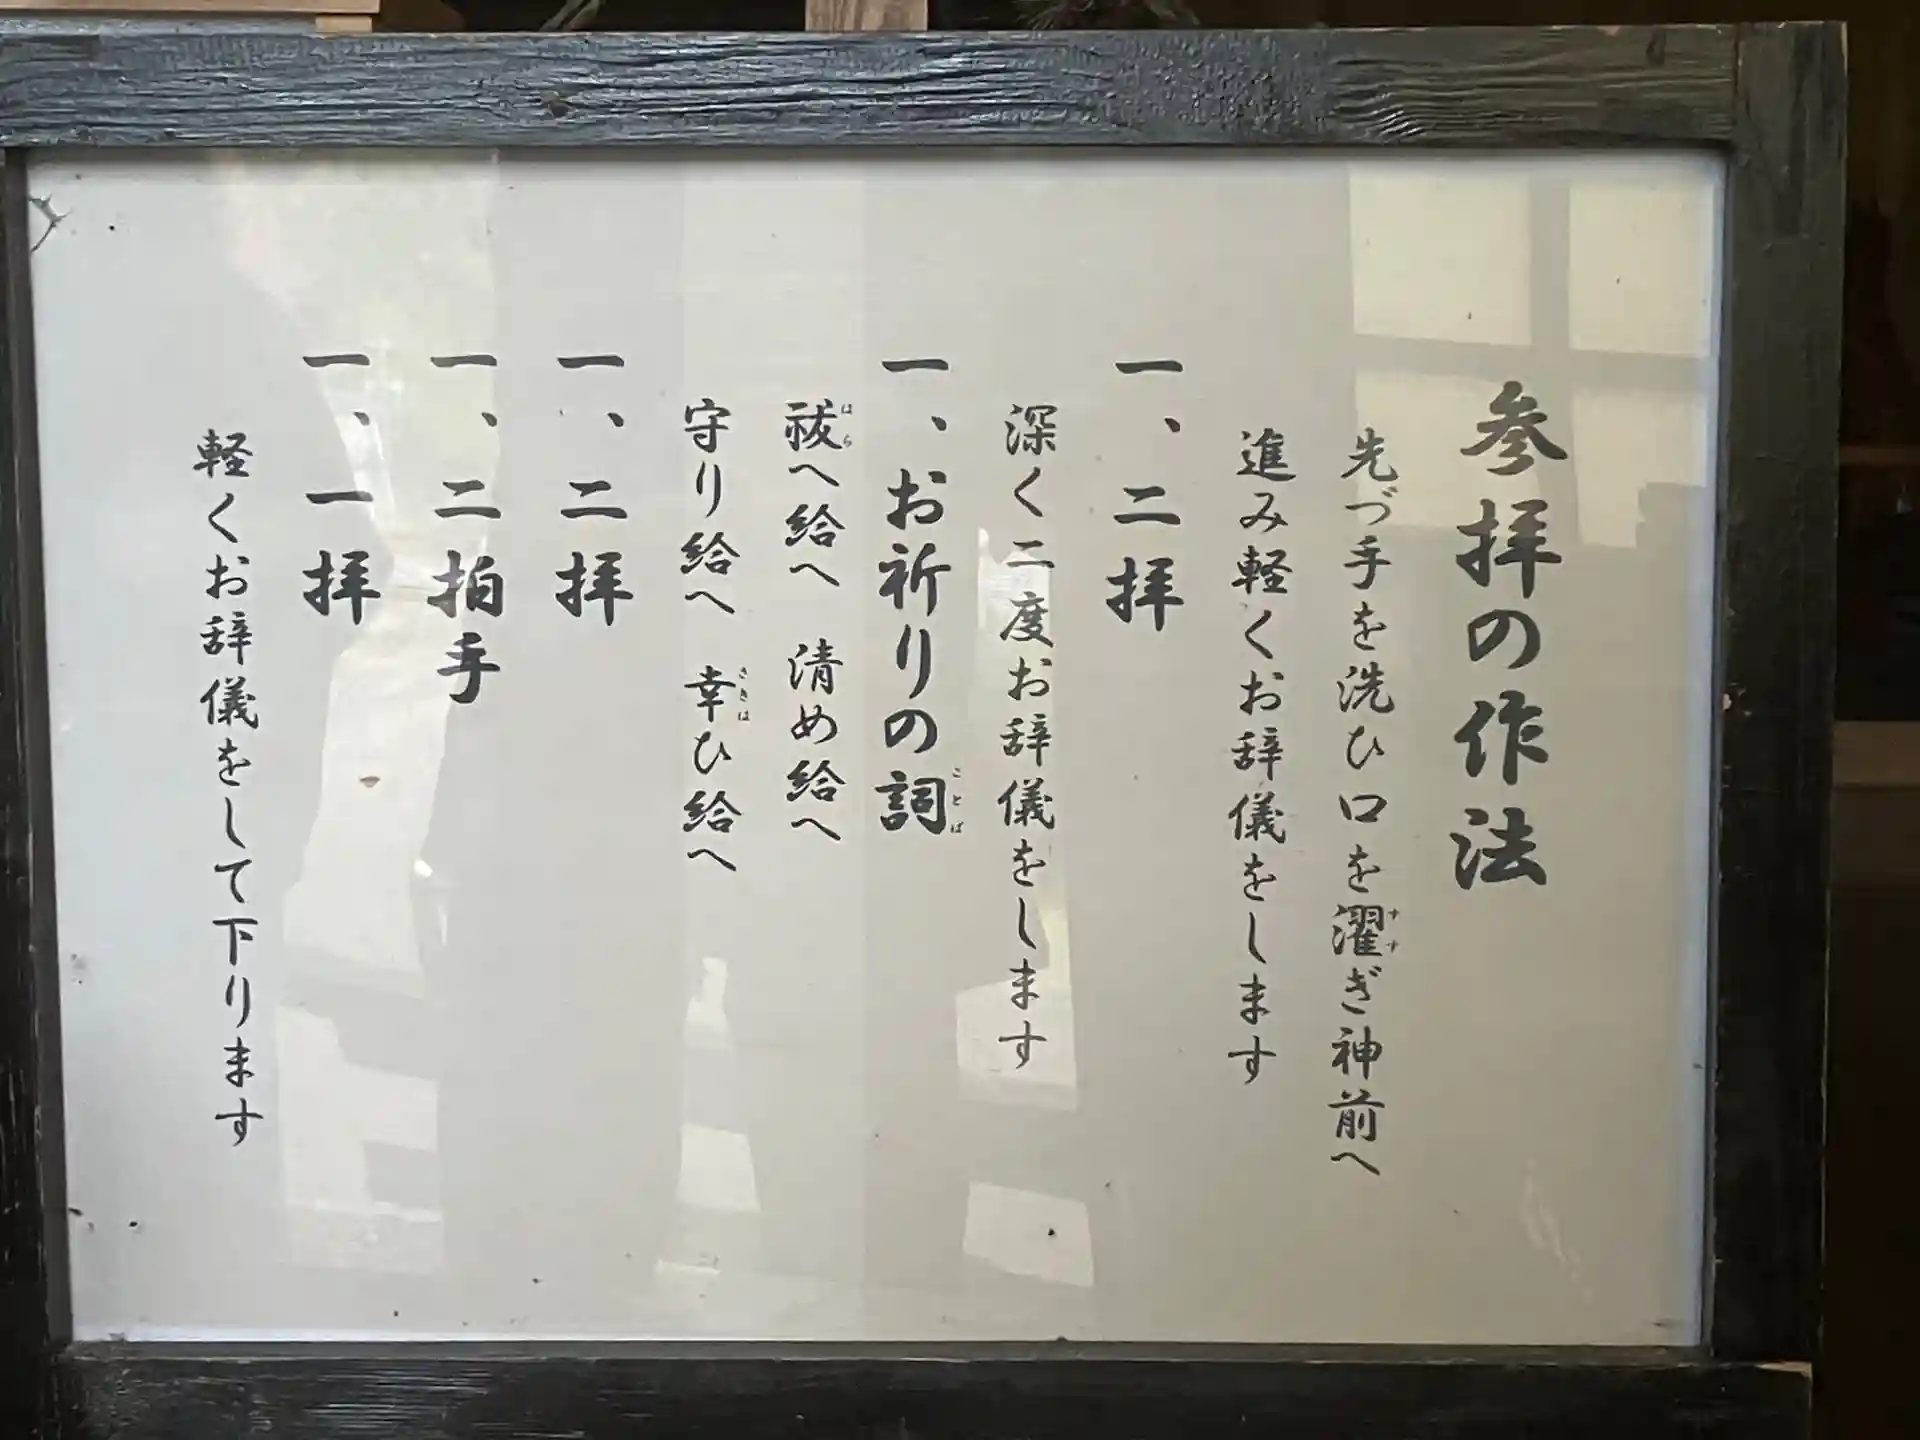 参拝の作法
先づ手を洗ひ口を濯ぎ神前へ
進み軽くお辞儀をします
一、二拝
深く二度お辞儀をします
一、お祈りの詞
祓へ給へ 清め給へ
守り給へ 幸ひ給へ
一、二拝
一、二拍手
一、一拝
軽くお辞儀をして下ります